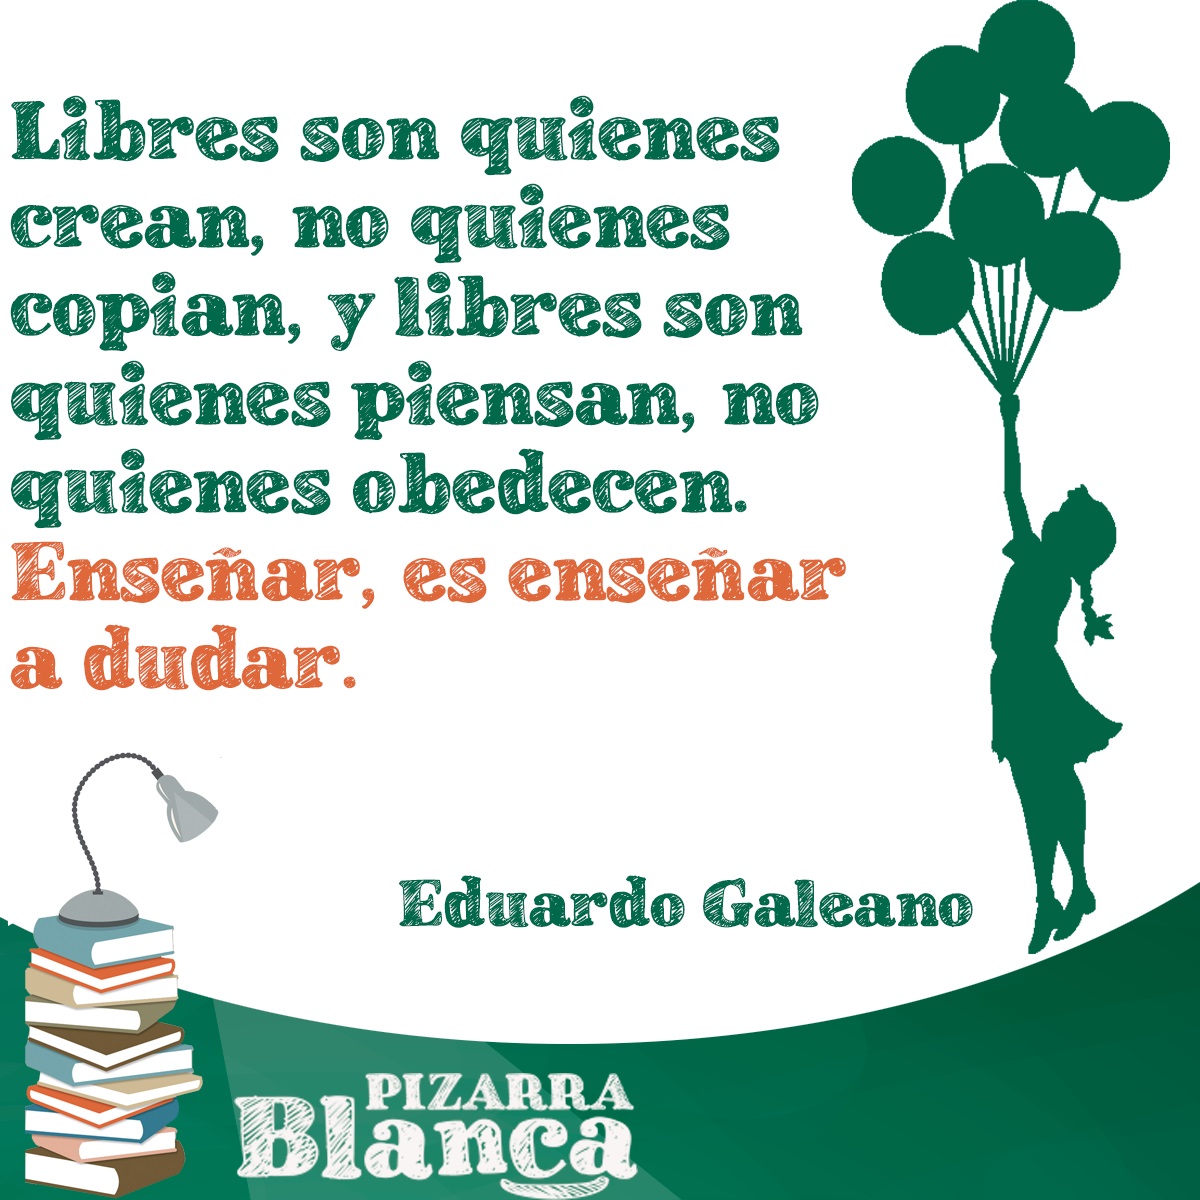 Libres son quienes
crean, no quienes
copian, y libres son
quienes piensan, no
quienes obedecen.
Enseñar, es enseñar
a dudar.
Eduardo Galeano
PIZARRA
Blanca